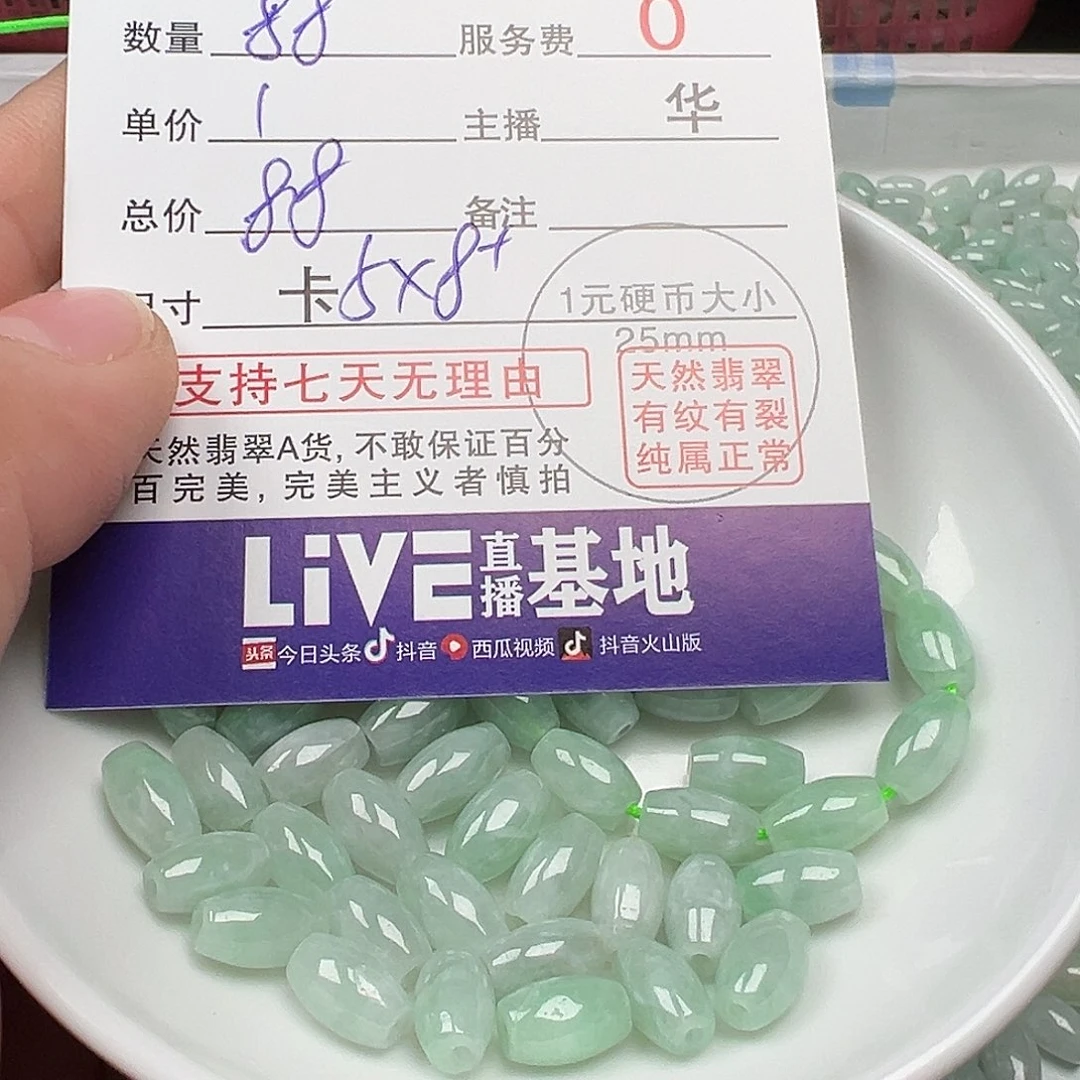 数量 88 服务费 0
单价 1 主播 华
总价 88 备注
尺寸 卡5×8+ 1元硬币大小
25mm
支持七天无理由
天然翡翠
有纹有裂
纯属正常
天然翡翠A货,不敢保证百分
百完美,完美主义者慎拍
LiVE直播基地
头条 今日头条 抖音 西瓜视频 抖音火山版